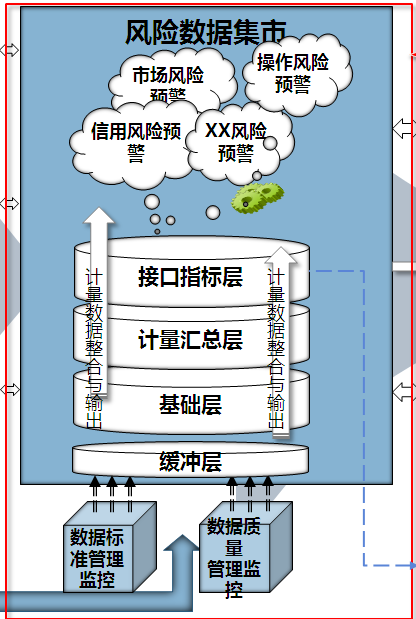 风险数据集市
操作风险
预警
市场风险
预警
信用风险预
警
XX风险
预警
接口指标层
计量汇总层
基础层
缓冲层
计量数据整合与输出
计量数据整合与输出
数据标
准管理
监控
数据质
量
管理监
控